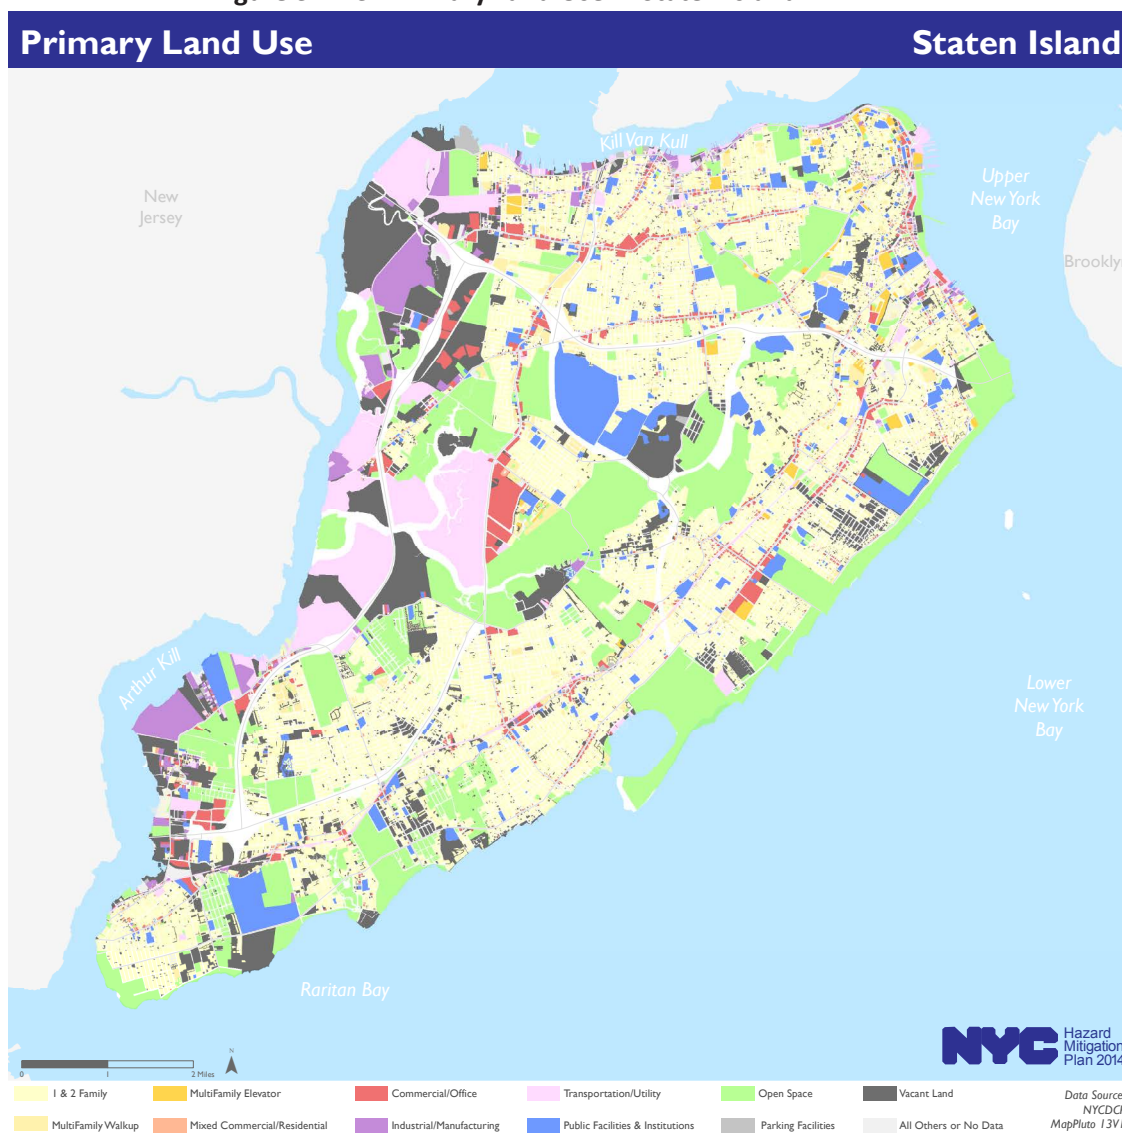 Primary Land Use
Staten Island
Kill Van Kull
New
Jersey
Upper
New York
Bay
Arthur Kill
Lower
New York
Bay
Raritan Bay
N
0 1 2 Miles
NYC Hazard
Mitigation
Plan 2014
1 & 2 Family
MultiFamily Elevator
Commercial/Office
Transportation/Utility
Open Space
Vacant Land
MultiFamily Walkup
Mixed Commercial/Residential
Industrial/Manufacturing
Public Facilities & Institutions
Parking Facilities
All Others or No Data
Data Source